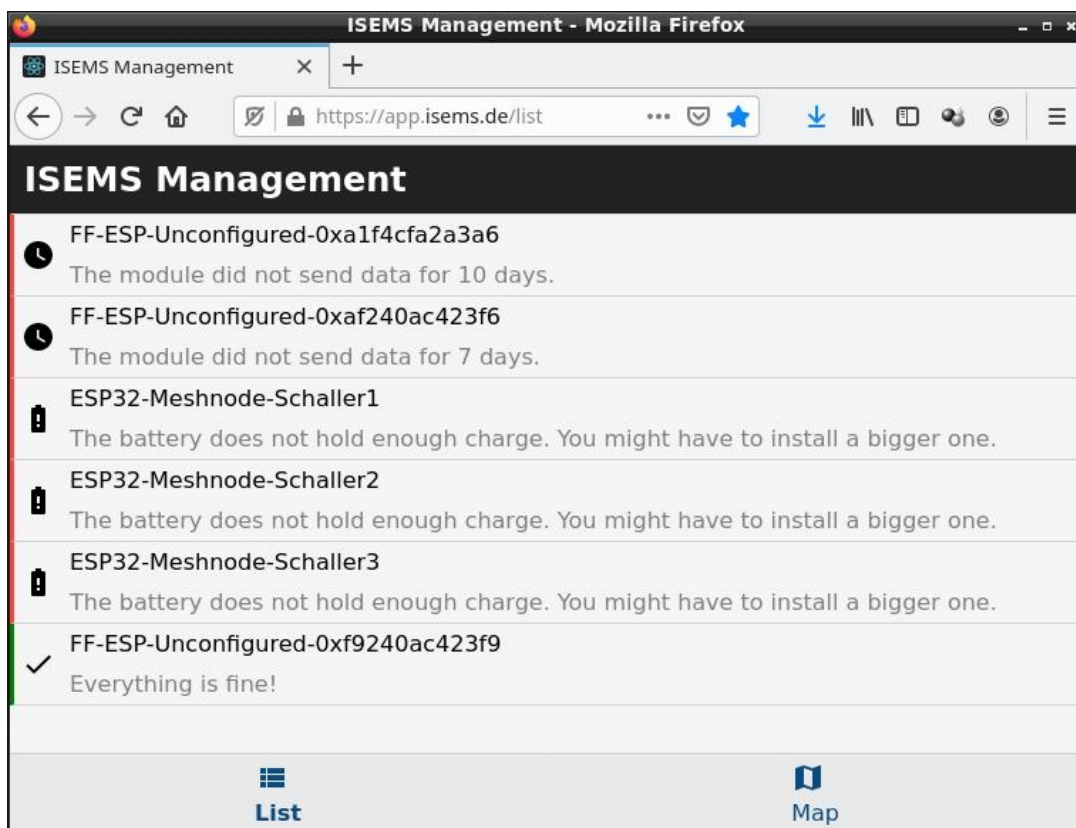 ISEMS Management - Mozilla Firefox
ISEMS Management
https://app.isems.de/list
ISEMS Management
FF-ESP-Unconfigured-0xa1f4cfa2a3a6
The module did not send data for 10 days.
FF-ESP-Unconfigured-0xaf240ac423f6
The module did not send data for 7 days.
ESP32-Meshnode-Schaller1
The battery does not hold enough charge. You might have to install a bigger one.
ESP32-Meshnode-Schaller2
The battery does not hold enough charge. You might have to install a bigger one.
ESP32-Meshnode-Schaller3
The battery does not hold enough charge. You might have to install a bigger one.
FF-ESP-Unconfigured-0xf9240ac423f9
Everything is fine!
List Map